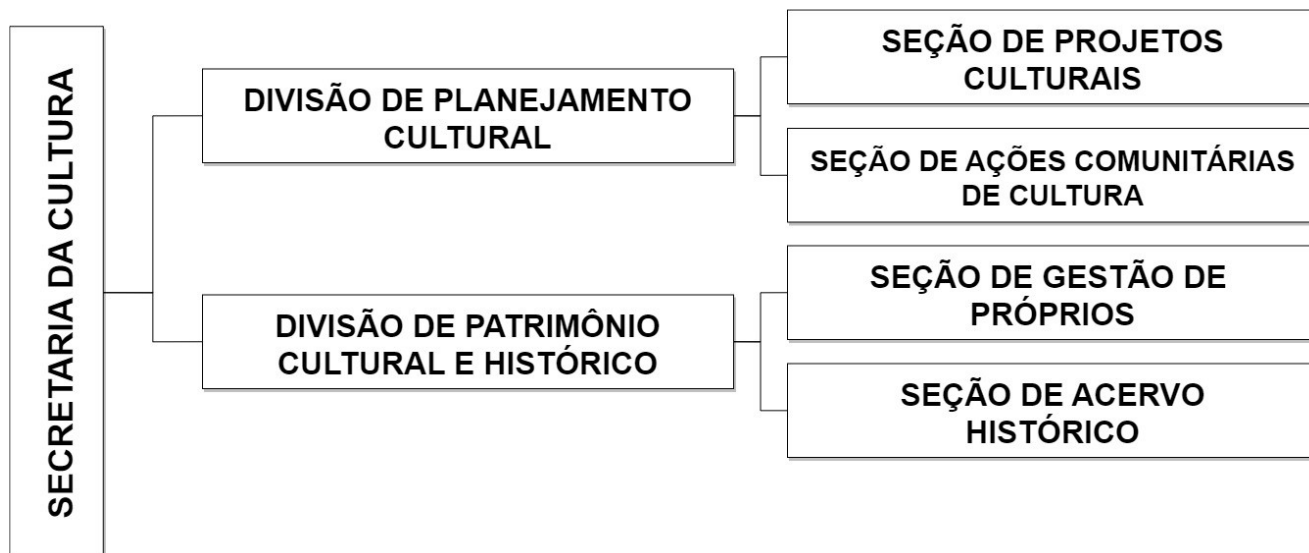 SECRETARIA DA CULTURA
DIVISÃO DE PLANEJAMENTO
CULTURAL
SEÇÃO DE PROJETOS
CULTURAIS
SEÇÃO DE AÇÕES COMUNITÁRIAS
DE CULTURA
DIVISÃO DE PATRIMÔNIO
CULTURAL E HISTÓRICO
SEÇÃO DE GESTÃO DE
PRÓPRIOS
SEÇÃO DE ACERVO
HISTÓRICO